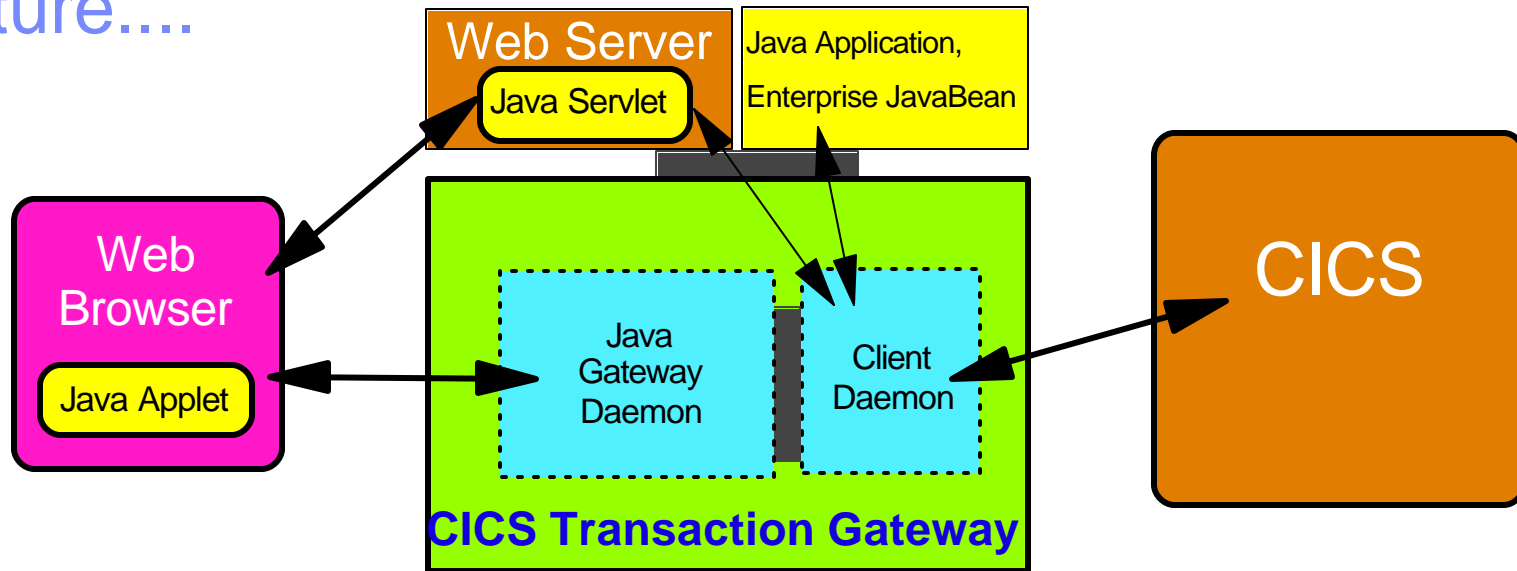 ture....
Web Server
Java Servlet
Java Application,
Enterprise JavaBean
Web
Browser
Java Applet
Java
Gateway
Daemon
Client
Daemon
CICS Transaction Gateway
CICS